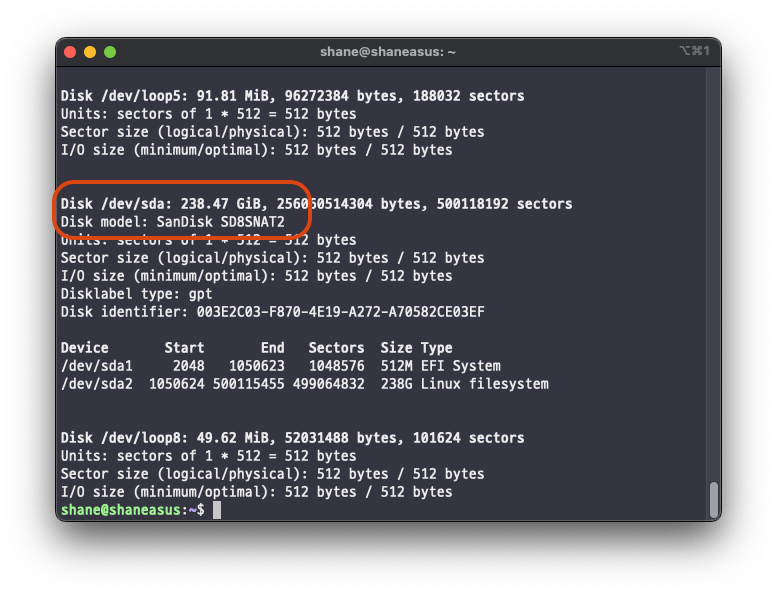 shane@shaneasus: ~
⌥⌘1
Disk /dev/loop5: 91.81 MiB, 96272384 bytes, 188032 sectors
Units: sectors of 1 * 512 = 512 bytes
Sector size (logical/physical): 512 bytes / 512 bytes
I/O size (minimum/optimal): 512 bytes / 512 bytes
Disk /dev/sda: 238.47 GiB, 256060514304 bytes, 500118192 sectors
Disk model: SanDisk SD8SNAT2
Units: sectors of 1 * 512 = 512 bytes
Sector size (logical/physical): 512 bytes / 512 bytes
I/O size (minimum/optimal): 512 bytes / 512 bytes
Disklabel type: gpt
Disk identifier: 003E2C03-F870-4E19-A272-A70582CE03EF
Device Start End Sectors Size Type
/dev/sda1 2048 1050623 1048576 512M EFI System
/dev/sda2 1050624 500115455 499064832 238G Linux filesystem
Disk /dev/loop8: 49.62 MiB, 52031488 bytes, 101624 sectors
Units: sectors of 1 * 512 = 512 bytes
Sector size (logical/physical): 512 bytes / 512 bytes
I/O size (minimum/optimal): 512 bytes / 512 bytes
shane@shaneasus:~$